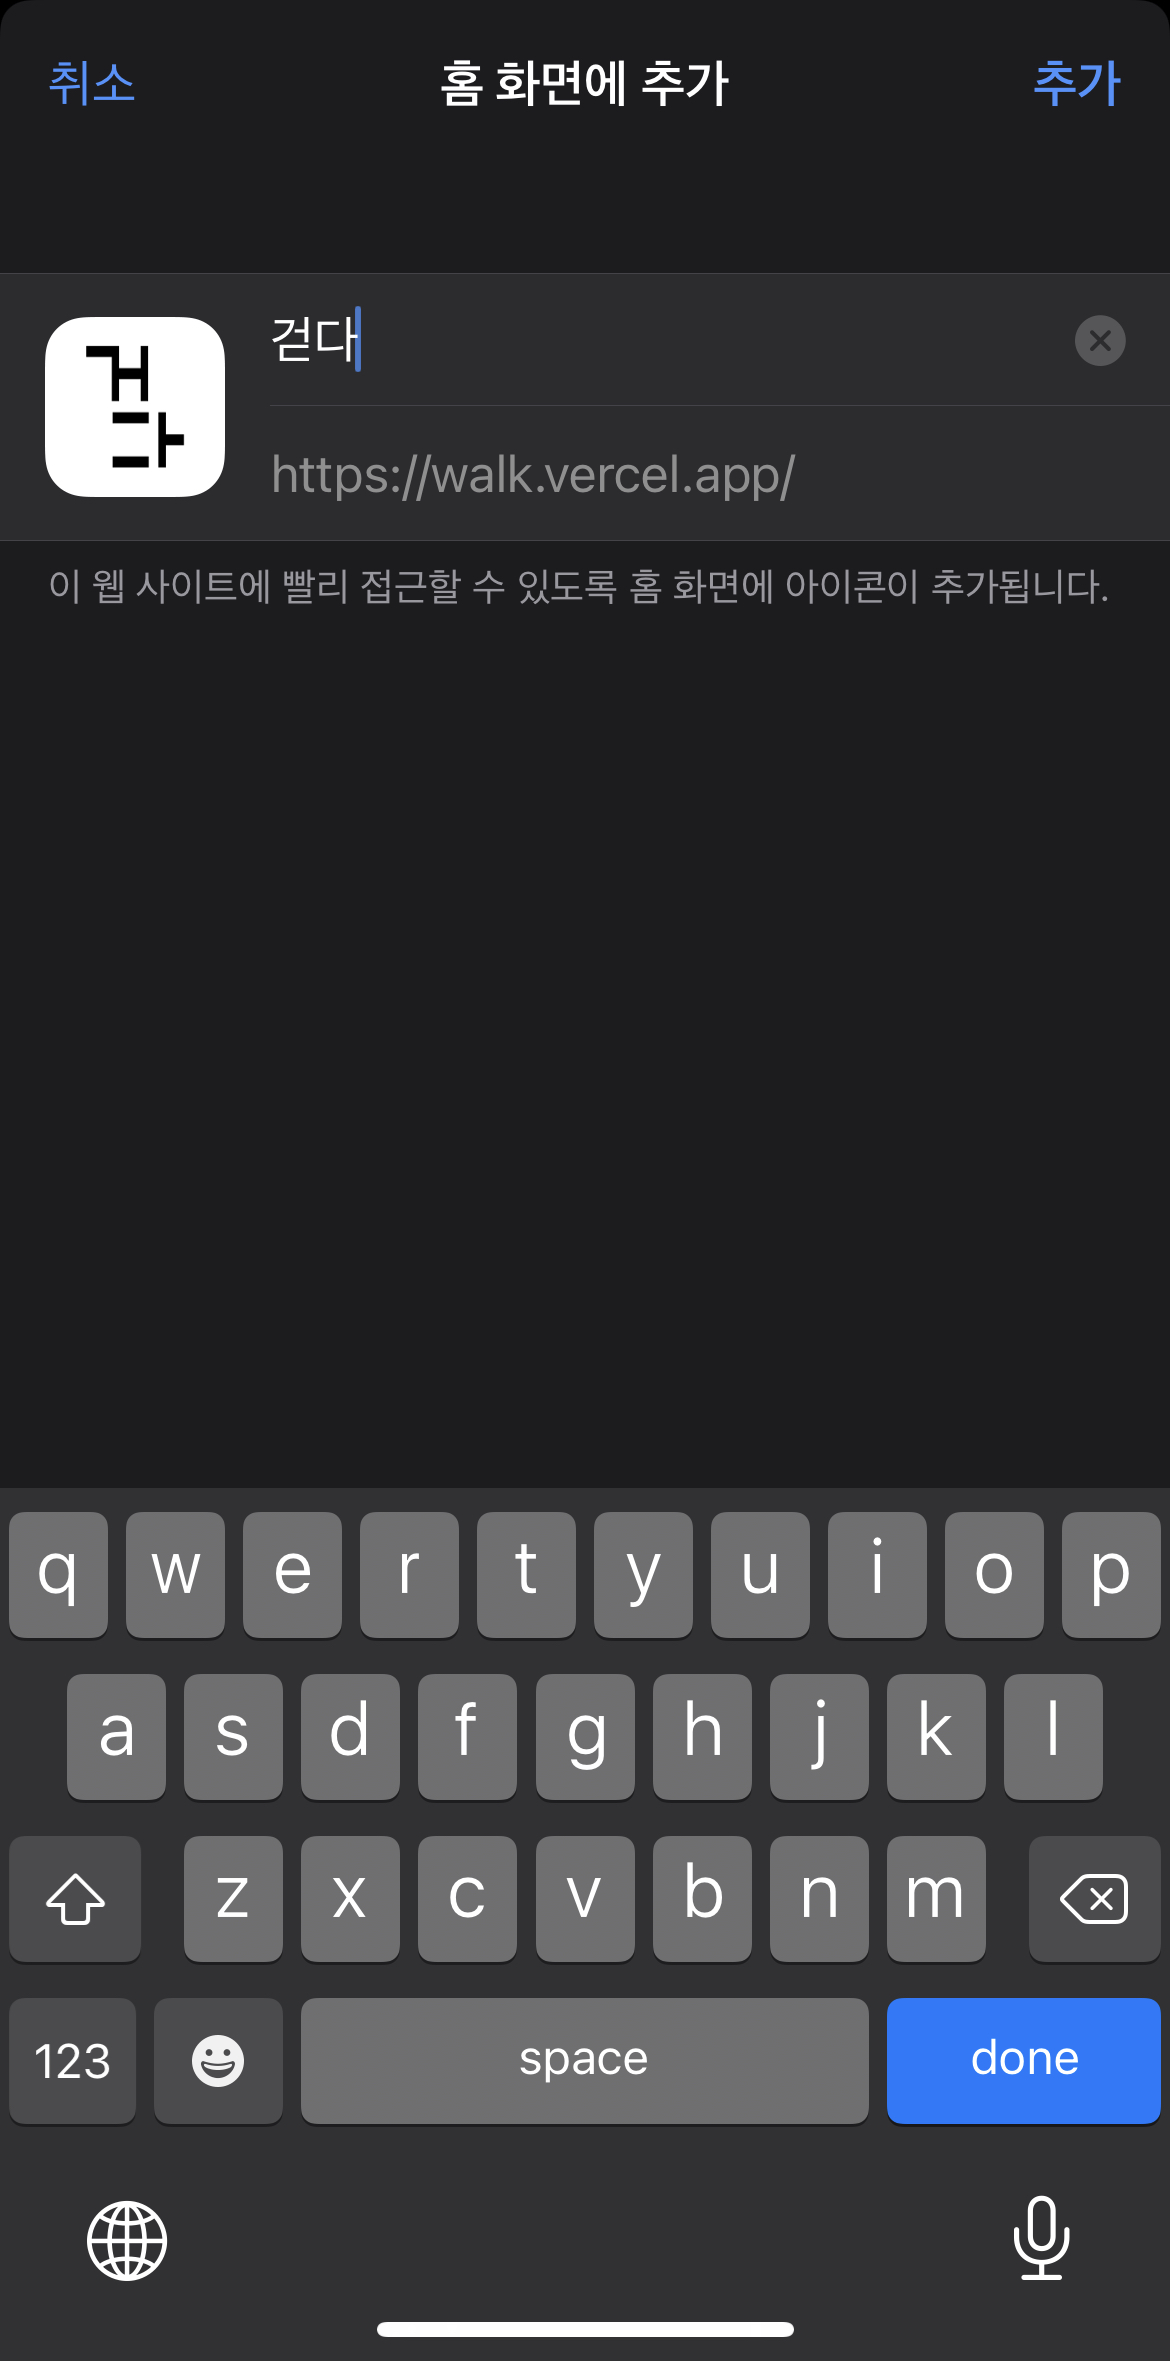 취소 홈 화면에 추가 추가
걷다
걷다
https://walk.vercel.app/
이 웹 사이트에 빨리 접근할 수 있도록 홈 화면에 아이콘이 추가됩니다.
q w e r t y u i o p
a s d f g h j k l
z x c v b n m
123 space done